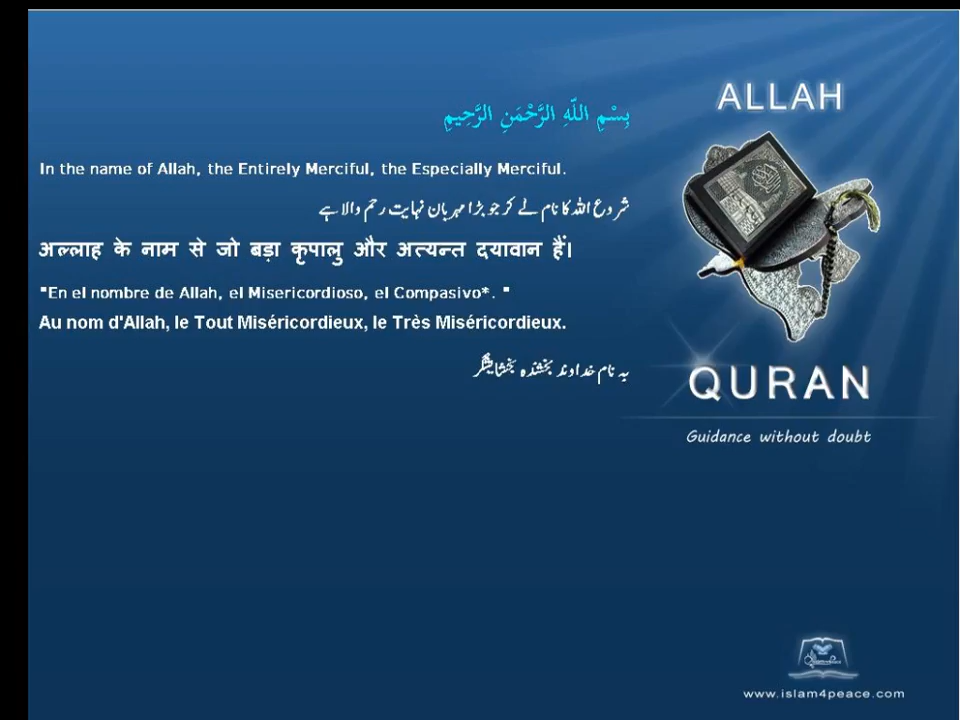 بِسْمِ اللَّهِ الرَّحْمَنِ الرَّحِيمِ
In the name of Allah, the Entirely Merciful, the Especially Merciful.
شروع اللہ کا نام لے کر جو بڑا مہربان نہایت رحم والا ہے
अल्लाह के नाम से जो बड़ा कृपालु और अत्यन्त दयावान हैं।
"En el nombre de Allah, el Misericordioso, el Compasivo*. "
Au nom d'Allah, le Tout Miséricordieux, le Très Miséricordieux.
به نام خداوند بخشنده بخشایشگر
ALLAH
QURAN
Guidance without doubt
www.islam4peace.com